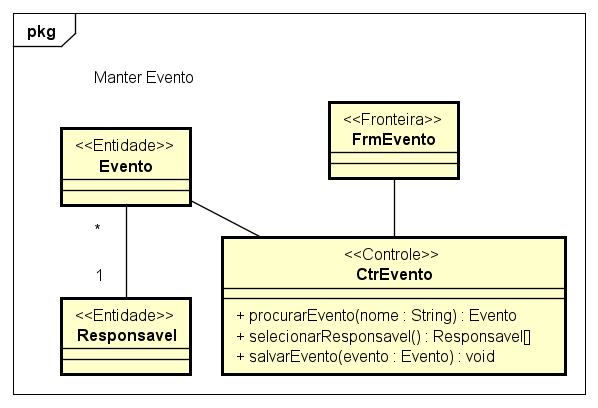 pkg
Manter Evento
<<Entidade>>
Evento
<<Fronteira>>
FrmEvento
*
1
<<Entidade>>
Responsavel
<<Controle>>
CtrEvento
+ procurarEvento(nome : String) : Evento
+ selecionarResponsavel() : Responsavel[]
+ salvarEvento(evento : Evento) : void